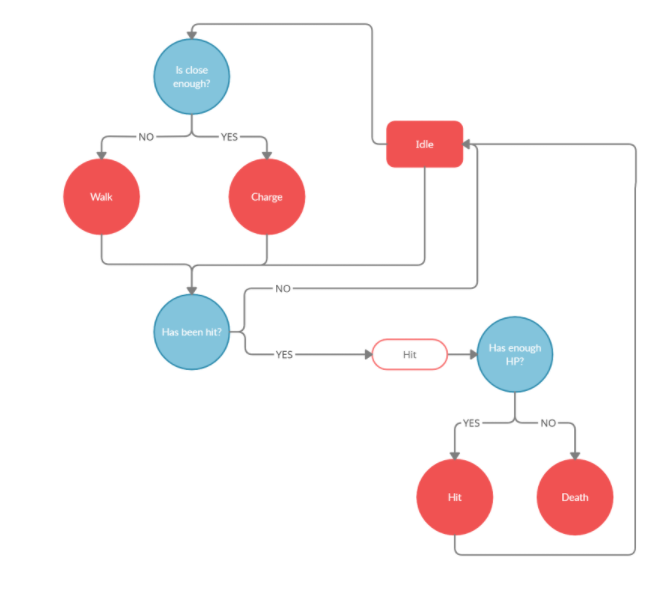 Is close
enough?
NO
YES
Idle
Walk
Charge
NO
Has been hit?
YES
Hit
Has enough
HP?
YES
NO
Hit
Death